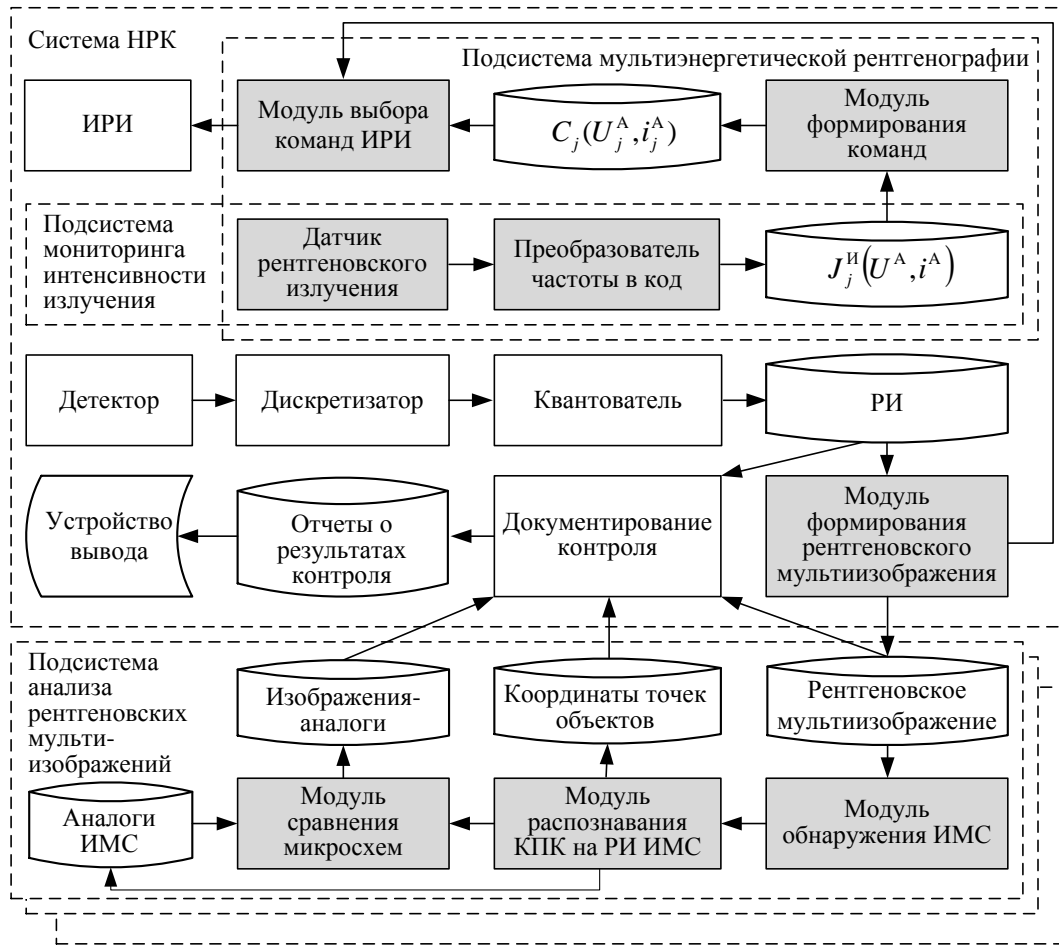 Система НРК
Подсистема мультиэнергетической рентгенографии
ИРИ
Модуль выбора
команд ИРИ
C_j(U_j^А, i_j^А)
Модуль
формирования
команд
Подсистема
мониторинга
интенсивности
излучения
Датчик
рентгеновского
излучения
Преобразователь
частоты в код
J_j^И(U^А, i^А)
Детектор
Дискретизатор
Квантователь
РИ
Устройство
вывода
Отчеты о
результатах
контроля
Документирование
контроля
Модуль
формирования
рентгеновского
мультиизображения
Подсистема
анализа
рентгеновских
мульти-
изображений
Изображения-
аналоги
Координаты точек
объектов
Рентгеновское
мультиизображение
Аналоги
ИМС
Модуль
сравнения
микросхем
Модуль
распознавания
КПК на РИ ИМС
Модуль
обнаружения ИМС